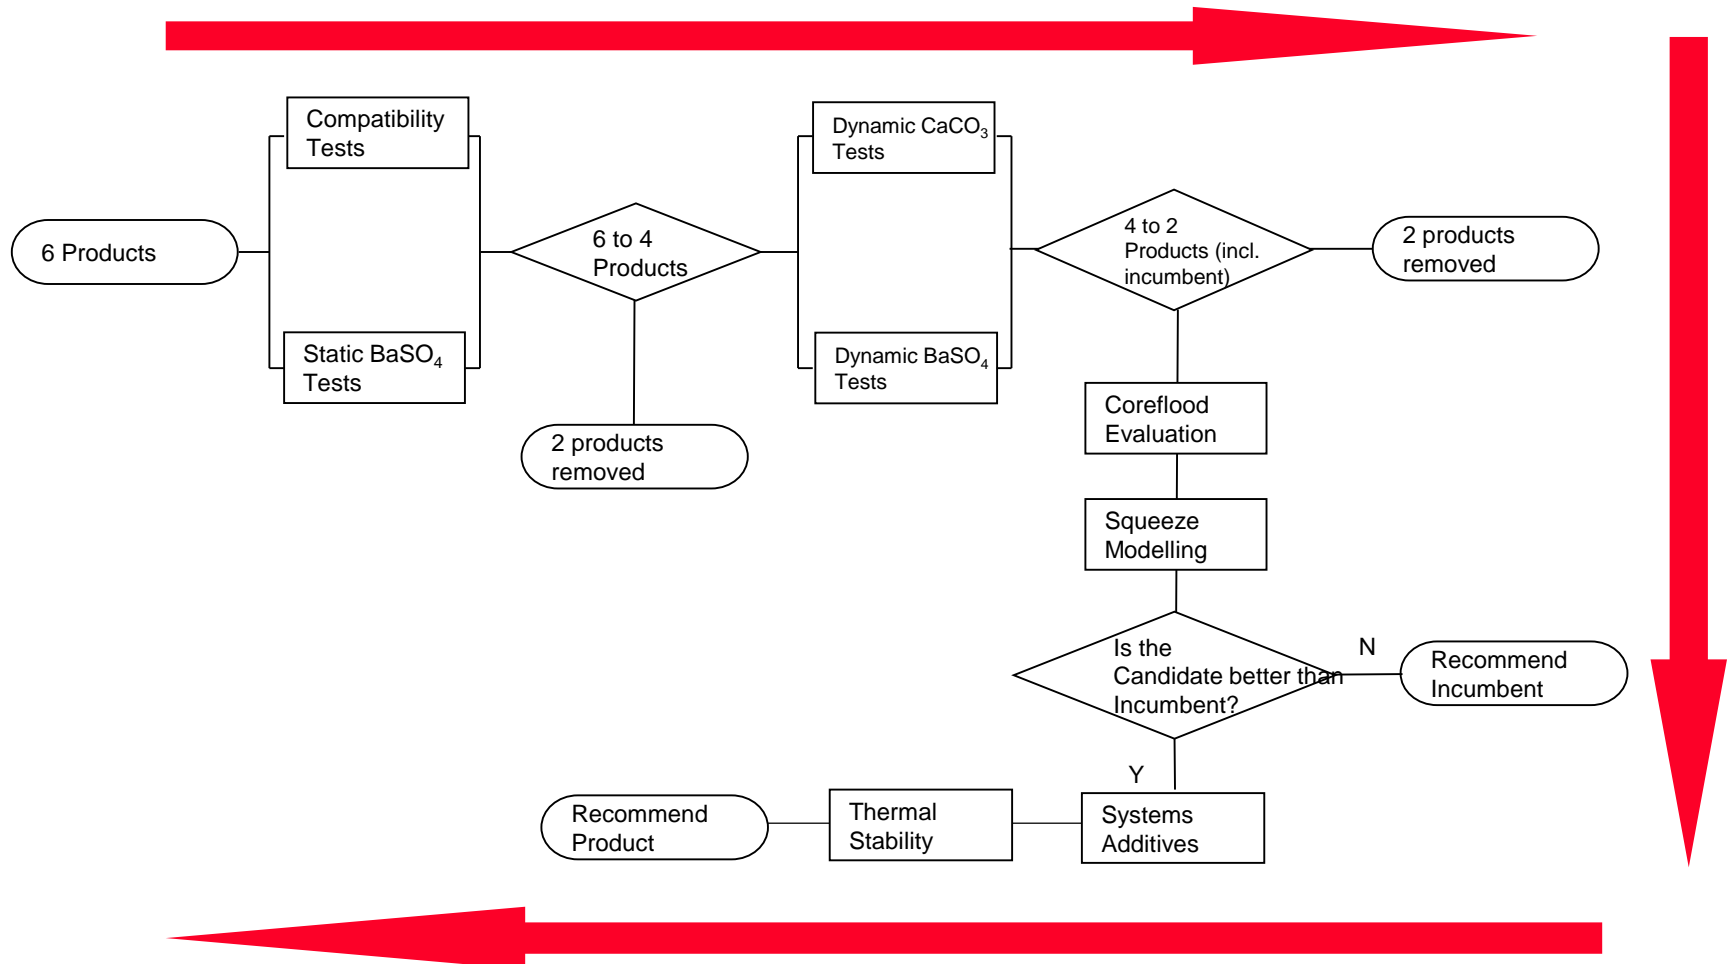 Compatibility
Tests
Dynamic CaCO₃
Tests
6 Products
6 to 4
Products
4 to 2
Products (incl.
incumbent)
2 products
removed
Static BaSO₄
Tests
Dynamic BaSO₄
Tests
2 products
removed
Coreflood
Evaluation
Squeeze
Modelling
Is the
Candidate better than
Incumbent?
N
Recommend
Incumbent
Y
Systems
Additives
Thermal
Stability
Recommend
Product